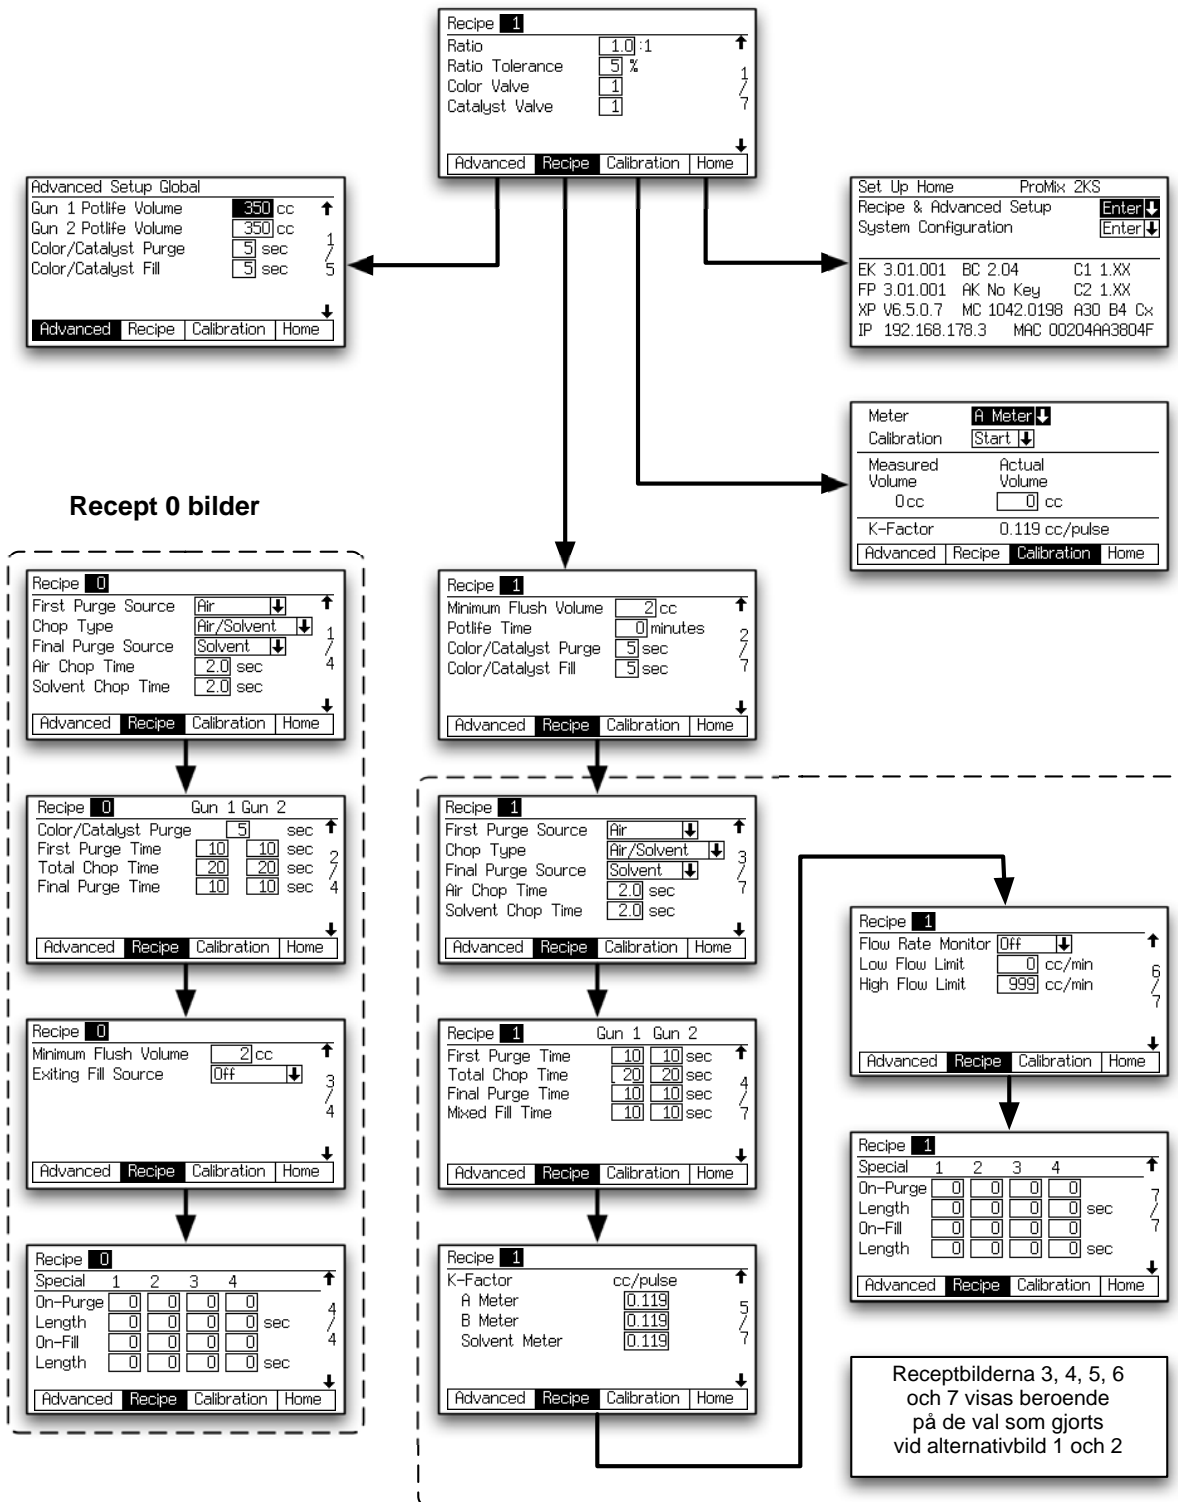 Recipe 1
Ratio 1.0 :1
Ratio Tolerance 5 %
Color Valve 1
Catalyst Valve 1
1/7
Advanced Recipe Calibration Home
Advanced Setup Global
Gun 1 Potlife Volume 350 cc
Gun 2 Potlife Volume 350 cc
Color/Catalyst Purge 5 sec
Color/Catalyst Fill 5 sec
1/5
Advanced Recipe Calibration Home
Set Up Home ProMix 2KS
Recipe & Advanced Setup Enter
System Configuration Enter
EK 3.01.001 BC 2.04 C1 1.XX
FP 3.01.001 AK No Key C2 1.XX
XP V6.5.0.7 MC 1042.0198 A30 B4 Cx
IP 192.168.178.3 MAC 00204AA3804F
Meter A Meter
Calibration Start
Measured Actual
Volume Volume
0 cc 0 cc
K-Factor 0.119 cc/pulse
Advanced Recipe Calibration Home
Recept 0 bilder
Recipe 0
First Purge Source Air
Chop Type Air/Solvent
Final Purge Source Solvent
Air Chop Time 2.0 sec
Solvent Chop Time 2.0 sec
1/4
Advanced Recipe Calibration Home
Recipe 0 Gun 1 Gun 2
Color/Catalyst Purge 5 sec
First Purge Time 10 10 sec
Total Chop Time 20 20 sec
Final Purge Time 10 10 sec
2/4
Advanced Recipe Calibration Home
Recipe 0
Minimum Flush Volume 2 cc
Exiting Fill Source Off
3/4
Advanced Recipe Calibration Home
Recipe 0
Special 1 2 3 4
On-Purge 0 0 0 0
Length 0 0 0 0 sec
On-Fill 0 0 0 0
Length 0 0 0 0 sec
4/4
Advanced Recipe Calibration Home
Recipe 1
Minimum Flush Volume 2 cc
Potlife Time 0 minutes
Color/Catalyst Purge 5 sec
Color/Catalyst Fill 5 sec
2/7
Advanced Recipe Calibration Home
Recipe 1
First Purge Source Air
Chop Type Air/Solvent
Final Purge Source Solvent
Air Chop Time 2.0 sec
Solvent Chop Time 2.0 sec
3/7
Advanced Recipe Calibration Home
Recipe 1 Gun 1 Gun 2
First Purge Time 10 10 sec
Total Chop Time 20 20 sec
Final Purge Time 10 10 sec
Mixed Fill Time 10 10 sec
4/7
Advanced Recipe Calibration Home
Recipe 1
K-Factor cc/pulse
A Meter 0.119
B Meter 0.119
Solvent Meter 0.119
5/7
Advanced Recipe Calibration Home
Recipe 1
Flow Rate Monitor Off
Low Flow Limit 0 cc/min
High Flow Limit 999 cc/min
6/7
Advanced Recipe Calibration Home
Recipe 1
Special 1 2 3 4
On-Purge 0 0 0 0
Length 0 0 0 0 sec
On-Fill 0 0 0 0
Length 0 0 0 0 sec
7/7
Advanced Recipe Calibration Home
Receptbilderna 3, 4, 5, 6
och 7 visas beroende
på de val som gjorts
vid alternativbild 1 och 2